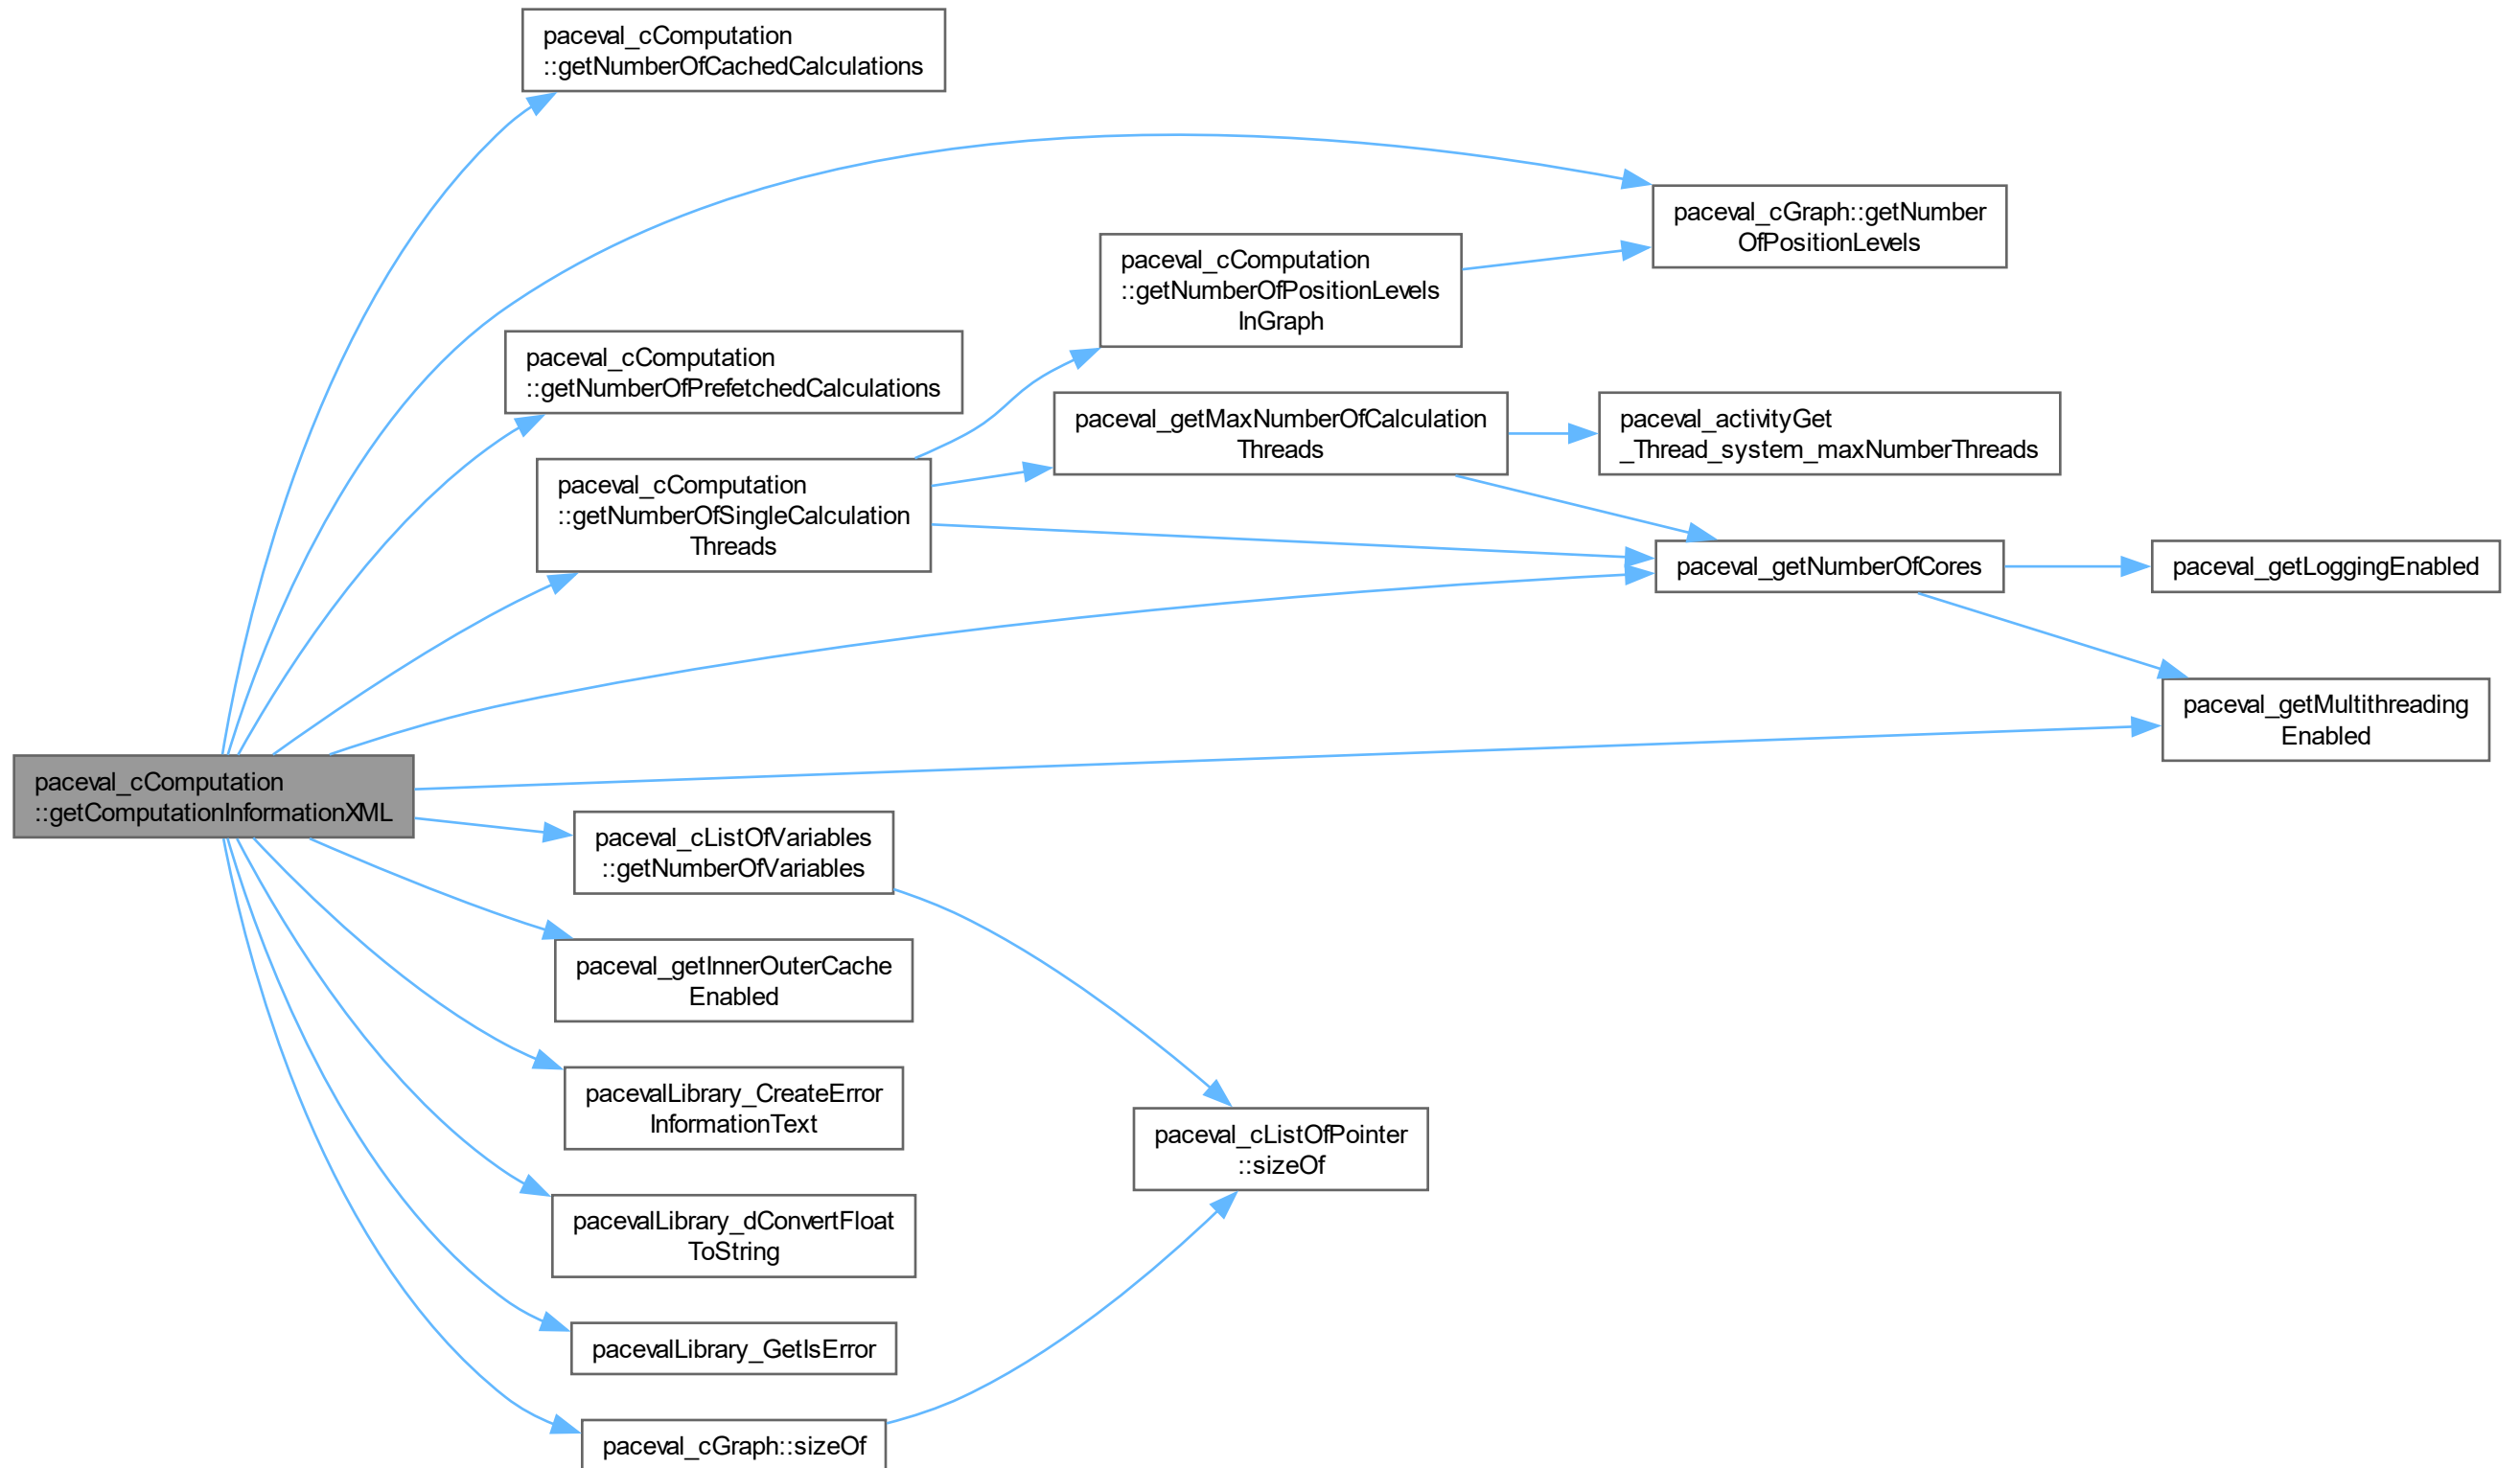 paceval_cComputation
::getNumberOfCachedCalculations
paceval_cGraph::getNumber
OfPositionLevels
paceval_cComputation
::getNumberOfPositionLevels
InGraph
paceval_cComputation
::getNumberOfPrefetchedCalculations
paceval_getMaxNumberOfCalculation
Threads
paceval_activityGet
_Thread_system_maxNumberThreads
paceval_cComputation
::getNumberOfSingleCalculation
Threads
paceval_getNumberOfCores
paceval_getLoggingEnabled
paceval_getMultithreading
Enabled
paceval_cComputation
::getComputationInformationXML
paceval_cListOfVariables
::getNumberOfVariables
paceval_getInnerOuterCache
Enabled
pacevalLibrary_CreateError
InformationText
paceval_cListOfPointer
::sizeOf
pacevalLibrary_dConvertFloat
ToString
pacevalLibrary_GetIsError
paceval_cGraph::sizeOf